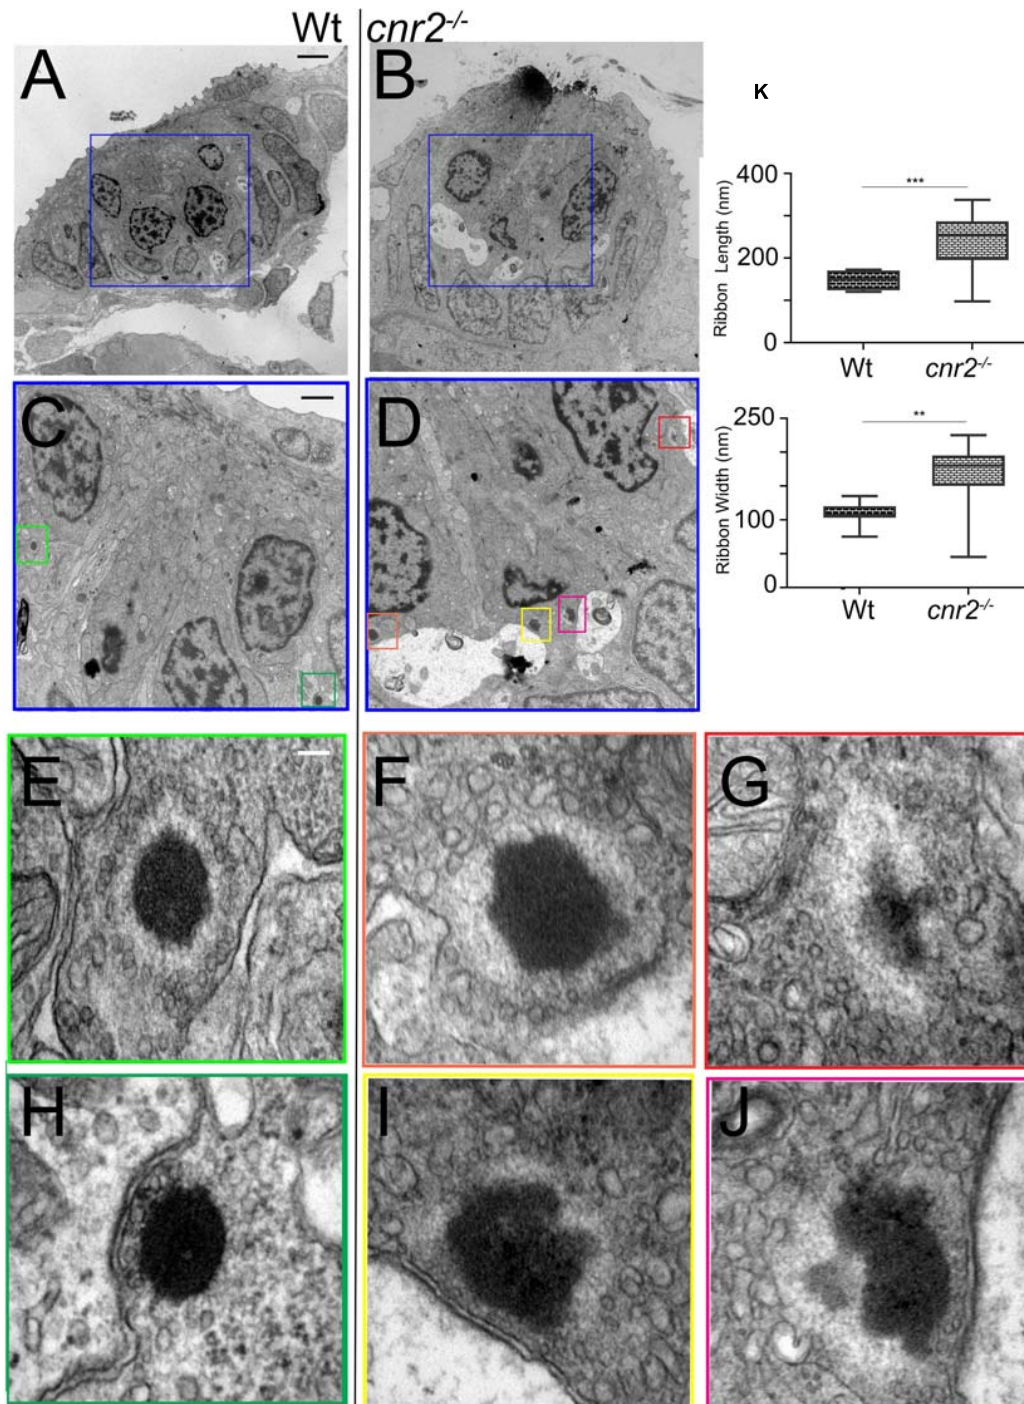 Wt cnr2-/-
A
B
K
400
200
0
Ribbon Length (nm)
***
Wt cnr2-/-
C
D
250
100
0
Ribbon Width (nm)
**
Wt cnr2-/-
E
F
G
H
I
J